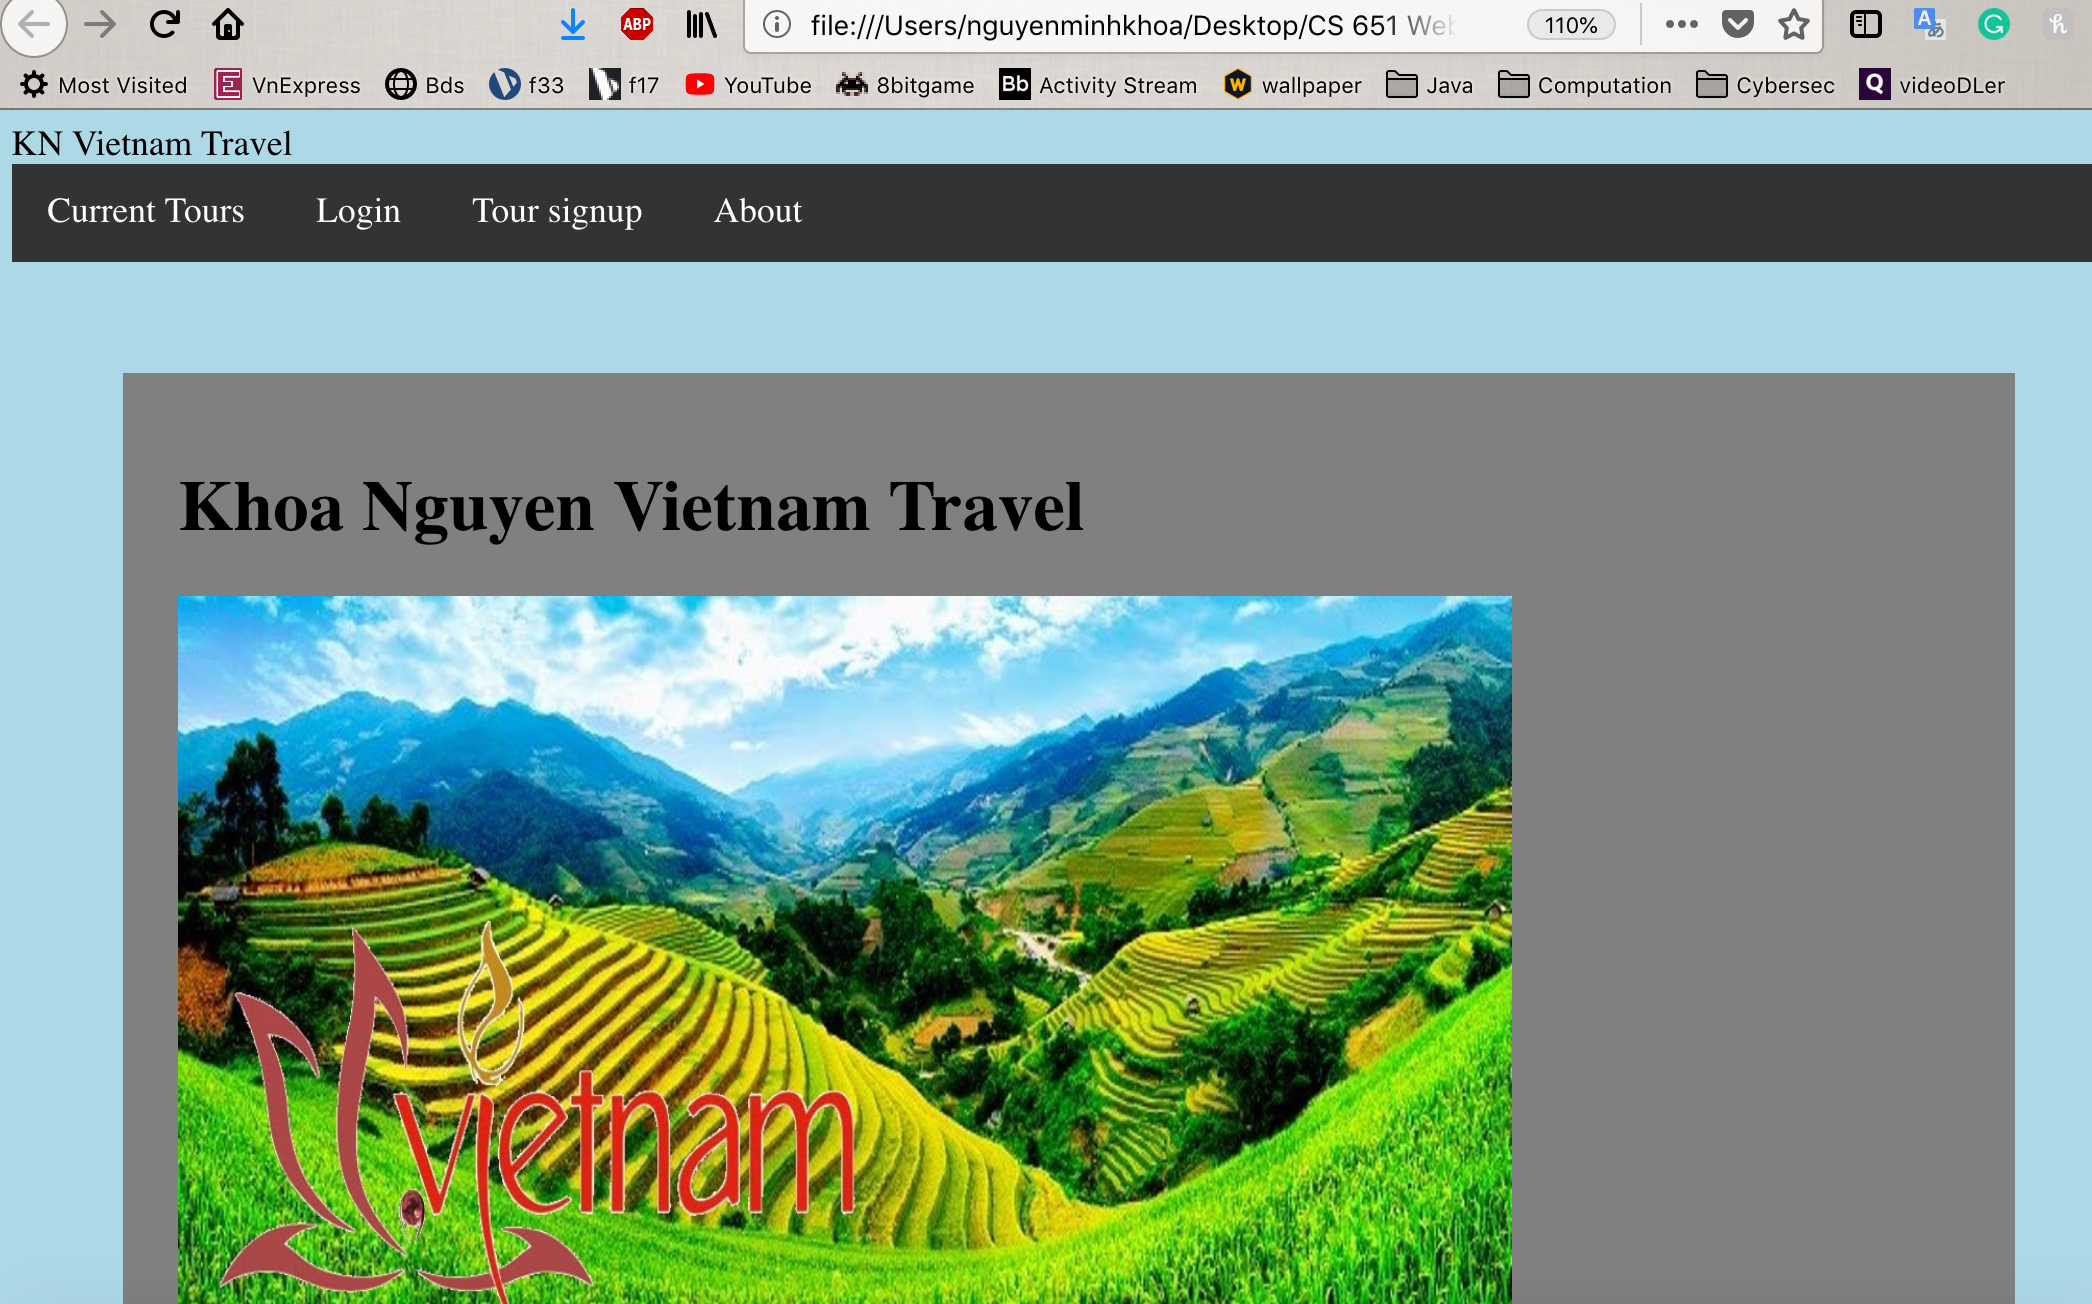 ABP file:///Users/nguyenminhkhoa/Desktop/CS 651 Web 110%
Most Visited VnExpress Bds f33 f17 YouTube 8bitgame Bb Activity Stream W wallpaper Java Computation Cybersec Q videoDLer
KN Vietnam Travel
Current Tours Login Tour signup About
Khoa Nguyen Vietnam Travel
vietnam